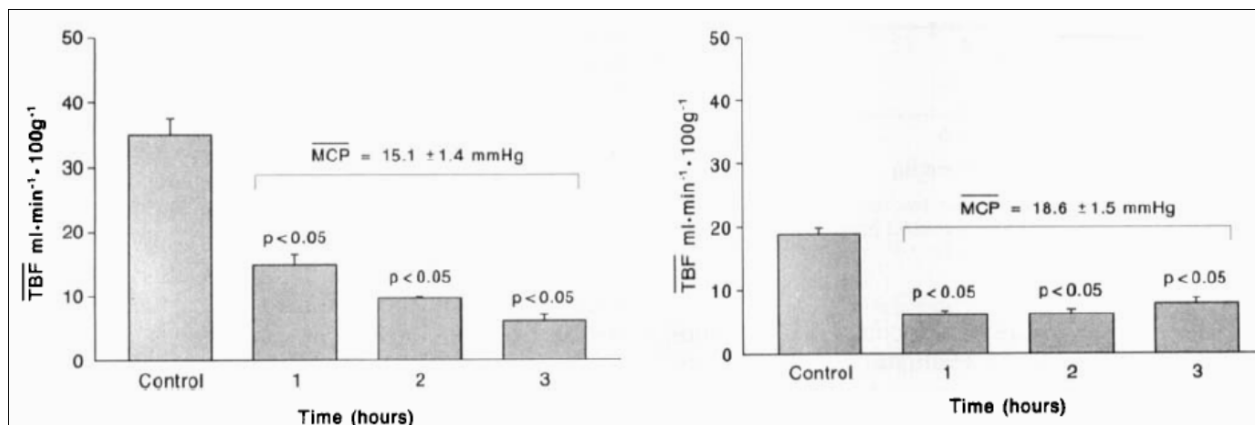 50
40
30
20
10
0
TBF ml·min⁻¹·100g⁻¹
MCP = 15.1 ±1.4 mmHg
p<0.05
p<0.05
p<0.05
Control 1 2 3
Time (hours)
50
40
30
20
10
0
TBF ml·min⁻¹·100g⁻¹
MCP = 18.6 ±1.5 mmHg
p<0.05
p<0.05
p<0.05
Control 1 2 3
Time (hours)